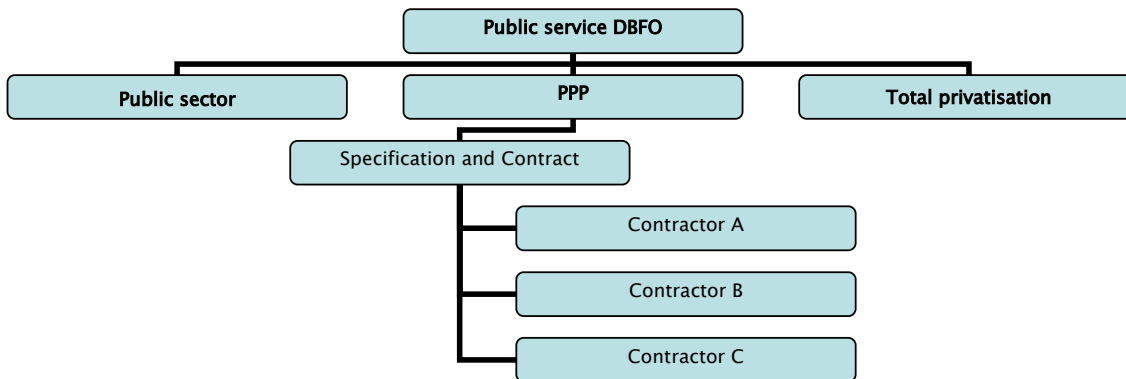 Public service DBFO
Public sector
PPP
Total privatisation
Specification and Contract
Contractor A
Contractor B
Contractor C